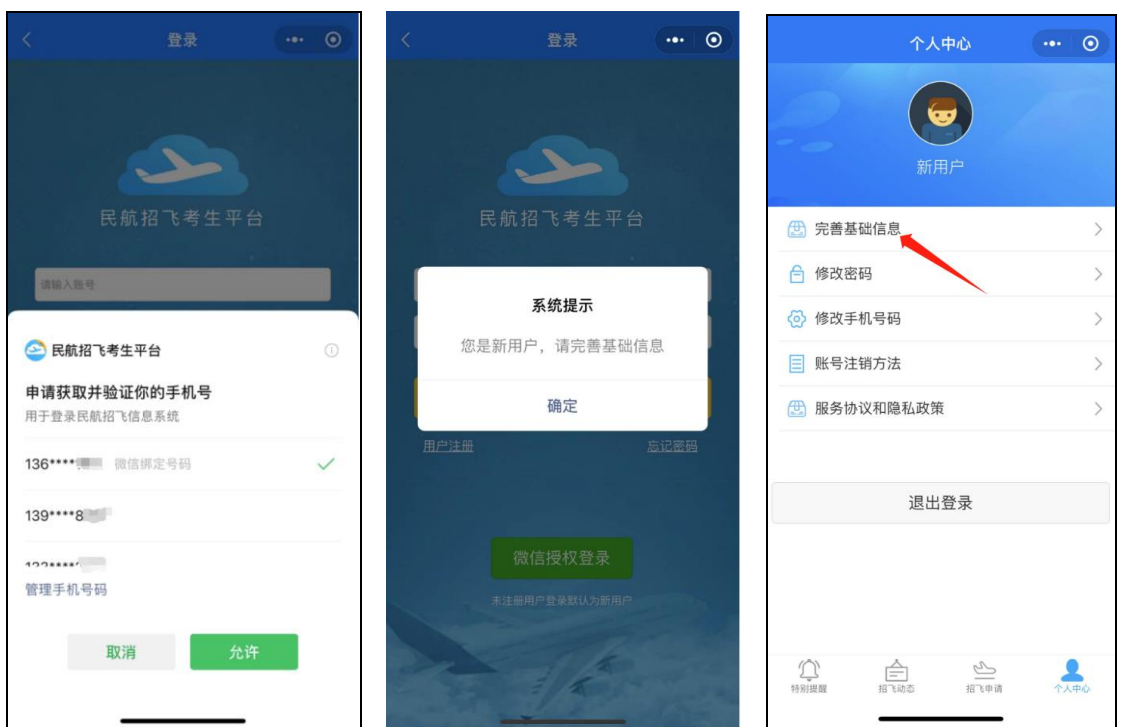 登录
民航招飞考生平台
请输入账号
民航招飞考生平台
申请获取并验证你的手机号
用于登录民航招飞信息系统
136**** 微信绑定号码
139****8
管理手机号码
取消 允许
登录
民航招飞考生平台
系统提示
您是新用户，请完善基础信息
确定
用户注册 忘记密码
微信授权登录
未注册用户登录默认为新用户
个人中心
新用户
完善基础信息
修改密码
修改手机号码
账号注销方法
服务协议和隐私政策
退出登录
特别提醒 招飞动态 招飞申请 个人中心